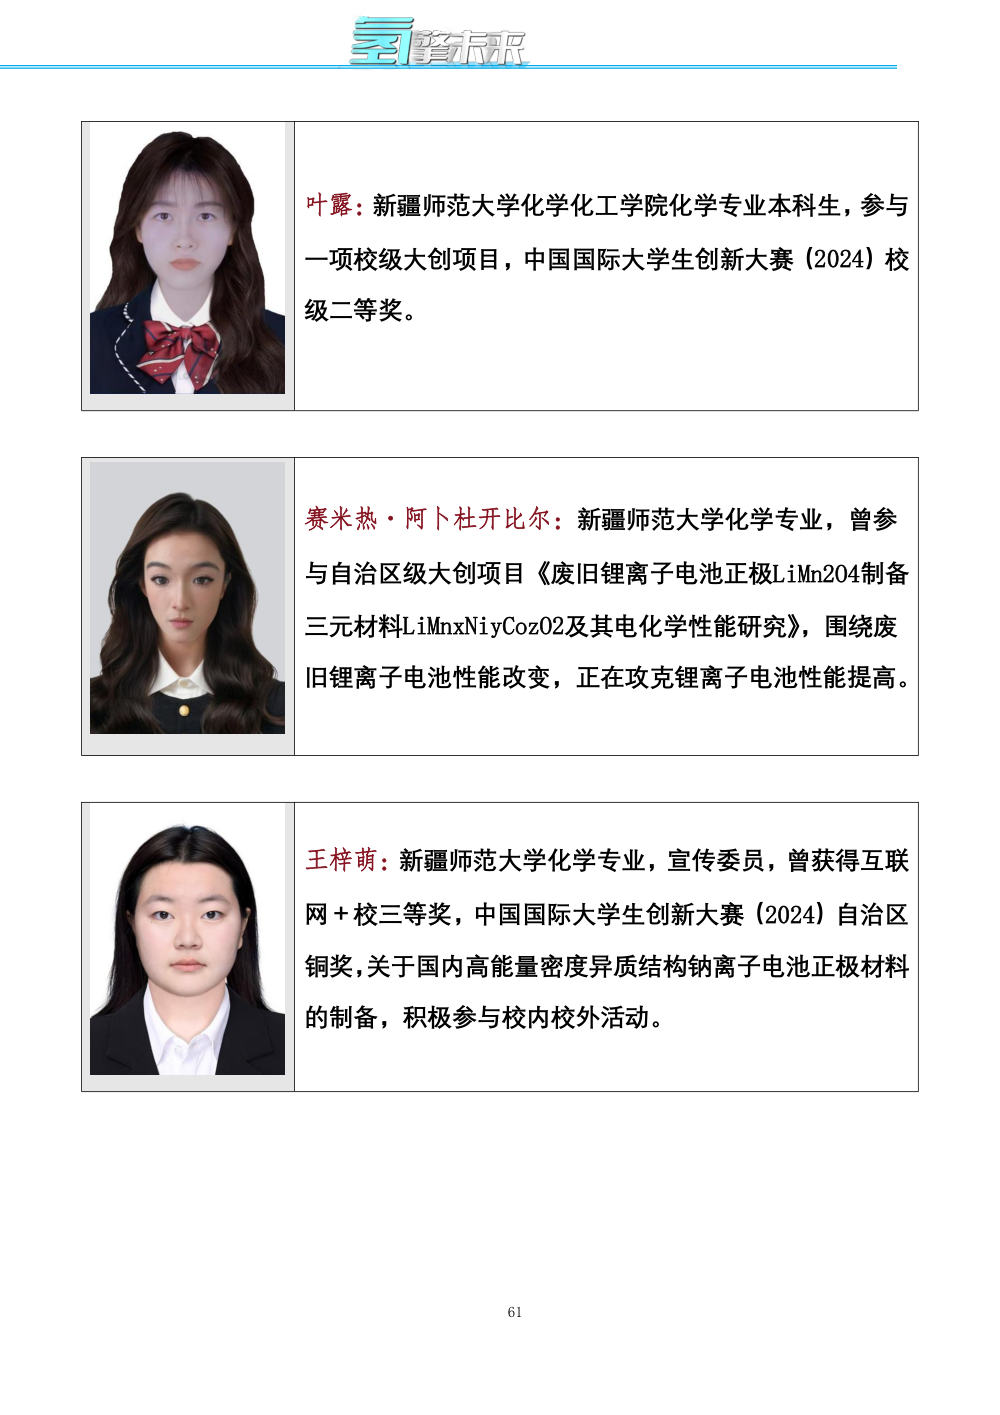 氢擎未来
叶露：新疆师范大学化学化工学院化学专业本科生，参与
一项校级大创项目，中国国际大学生创新大赛（2024）校
级二等奖。
赛米热·阿卜杜开比尔：新疆师范大学化学专业，曾参
与自治区级大创项目《废旧锂离子电池正极LiMn2O4制备
三元材料LiMnxNiyCozO2及其电化学性能研究》，围绕废
旧锂离子电池性能改变，正在攻克锂离子电池性能提高。
王梓萌：新疆师范大学化学专业，宣传委员，曾获得互联
网＋校三等奖，中国国际大学生创新大赛（2024）自治区
铜奖，关于国内高能量密度异质结构钠离子电池正极材料
的制备，积极参与校内校外活动。
61